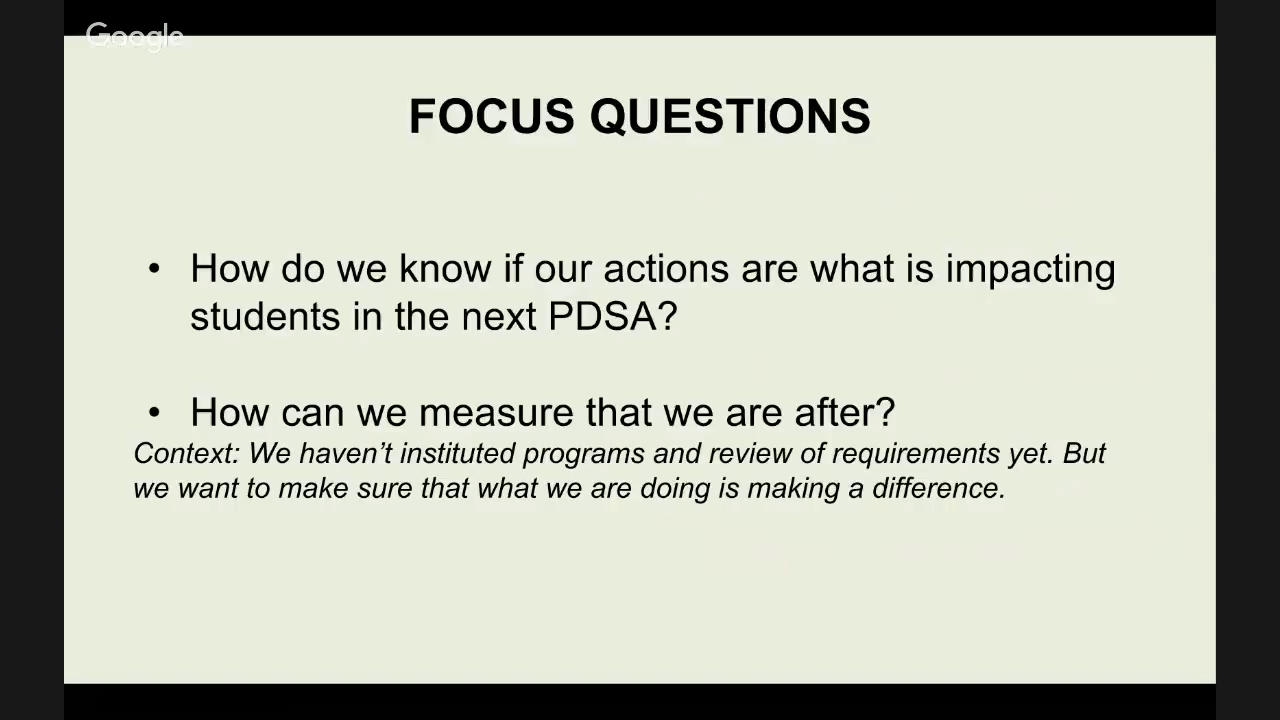 Google
FOCUS QUESTIONS
• How do we know if our actions are what is impacting
students in the next PDSA?
• How can we measure that we are after?
Context: We haven’t instituted programs and review of requirements yet. But
we want to make sure that what we are doing is making a difference.